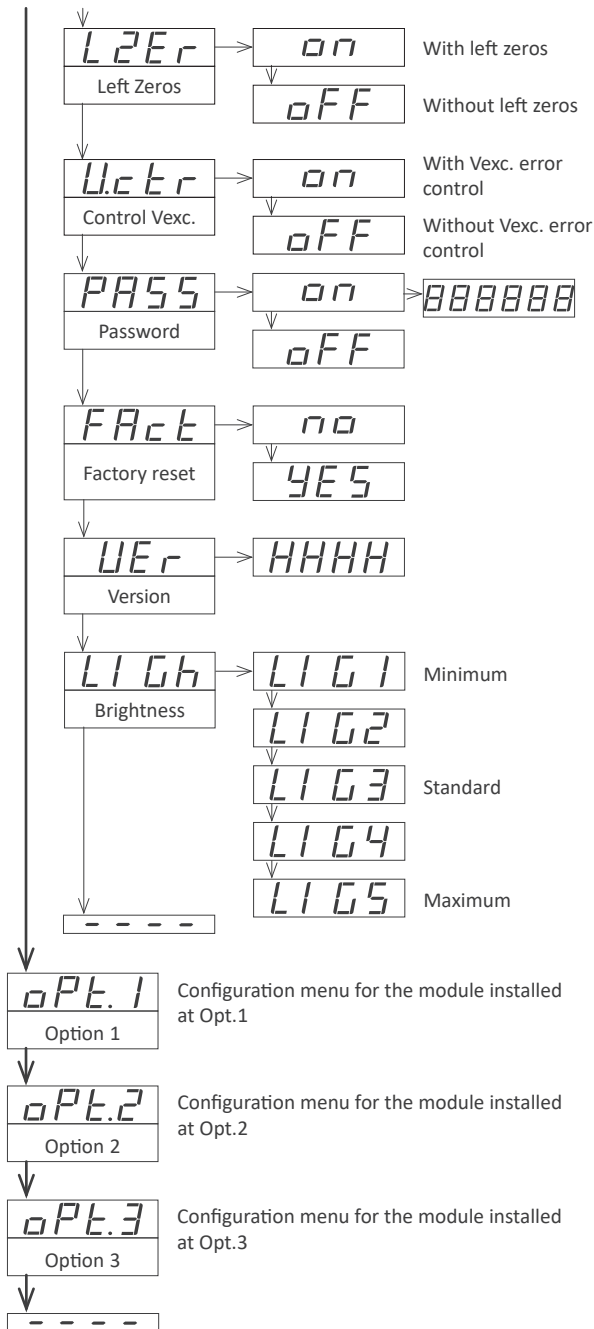 LZEr
on
With left zeros
Left Zeros
oFF
Without left zeros
U.ctr
on
With Vexc. error
control
Control Vexc.
oFF
Without Vexc. error
control
PASS
on
888888
Password
oFF
FAct
no
Factory reset
YES
UEr
HHHH
Version
LIGh
LIG1
Minimum
Brightness
LIG2
LIG3
Standard
LIG4
LIG5
Maximum
----
oPt.1
Configuration menu for the module installed
at Opt.1
Option 1
oPt.2
Configuration menu for the module installed
at Opt.2
Option 2
oPt.3
Configuration menu for the module installed
at Opt.3
Option 3
----